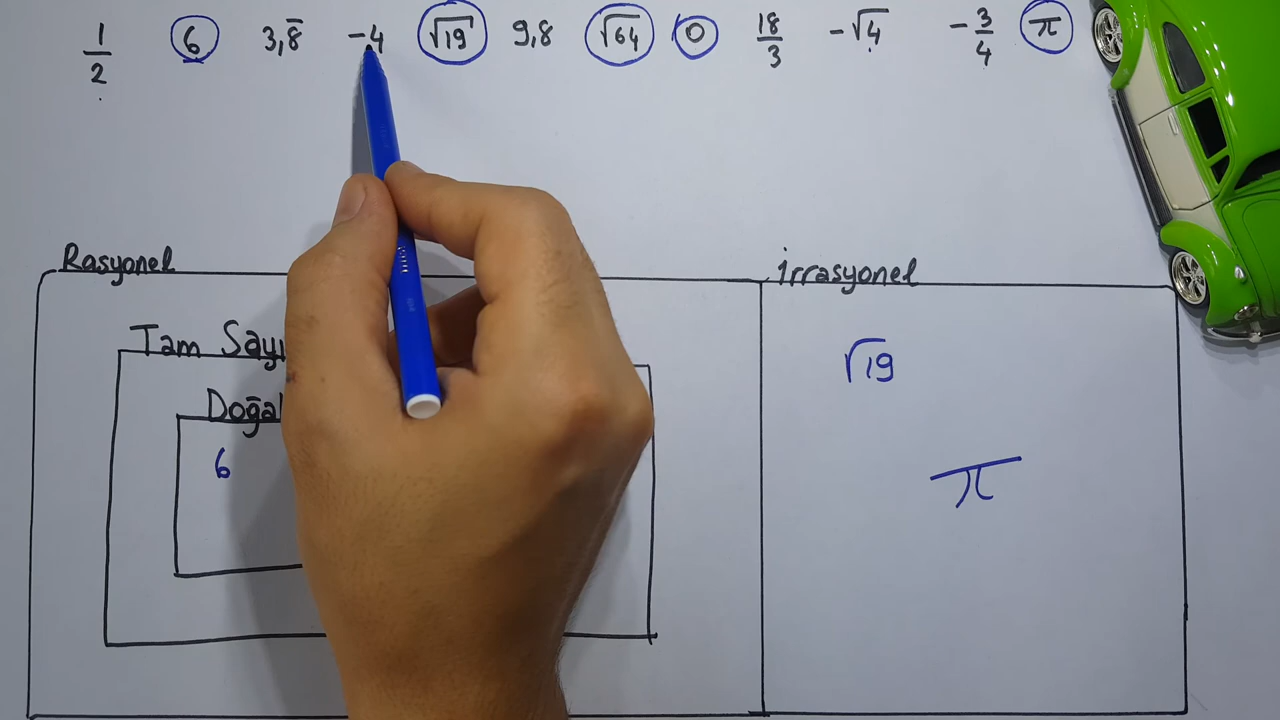 1/2 6 3,8̅ -4 √19 9,8 √64 0 18/3 -√4 -3/4 π
Rasyonel irrasyonel
Tam Sayı
Doğal
6
√19
π